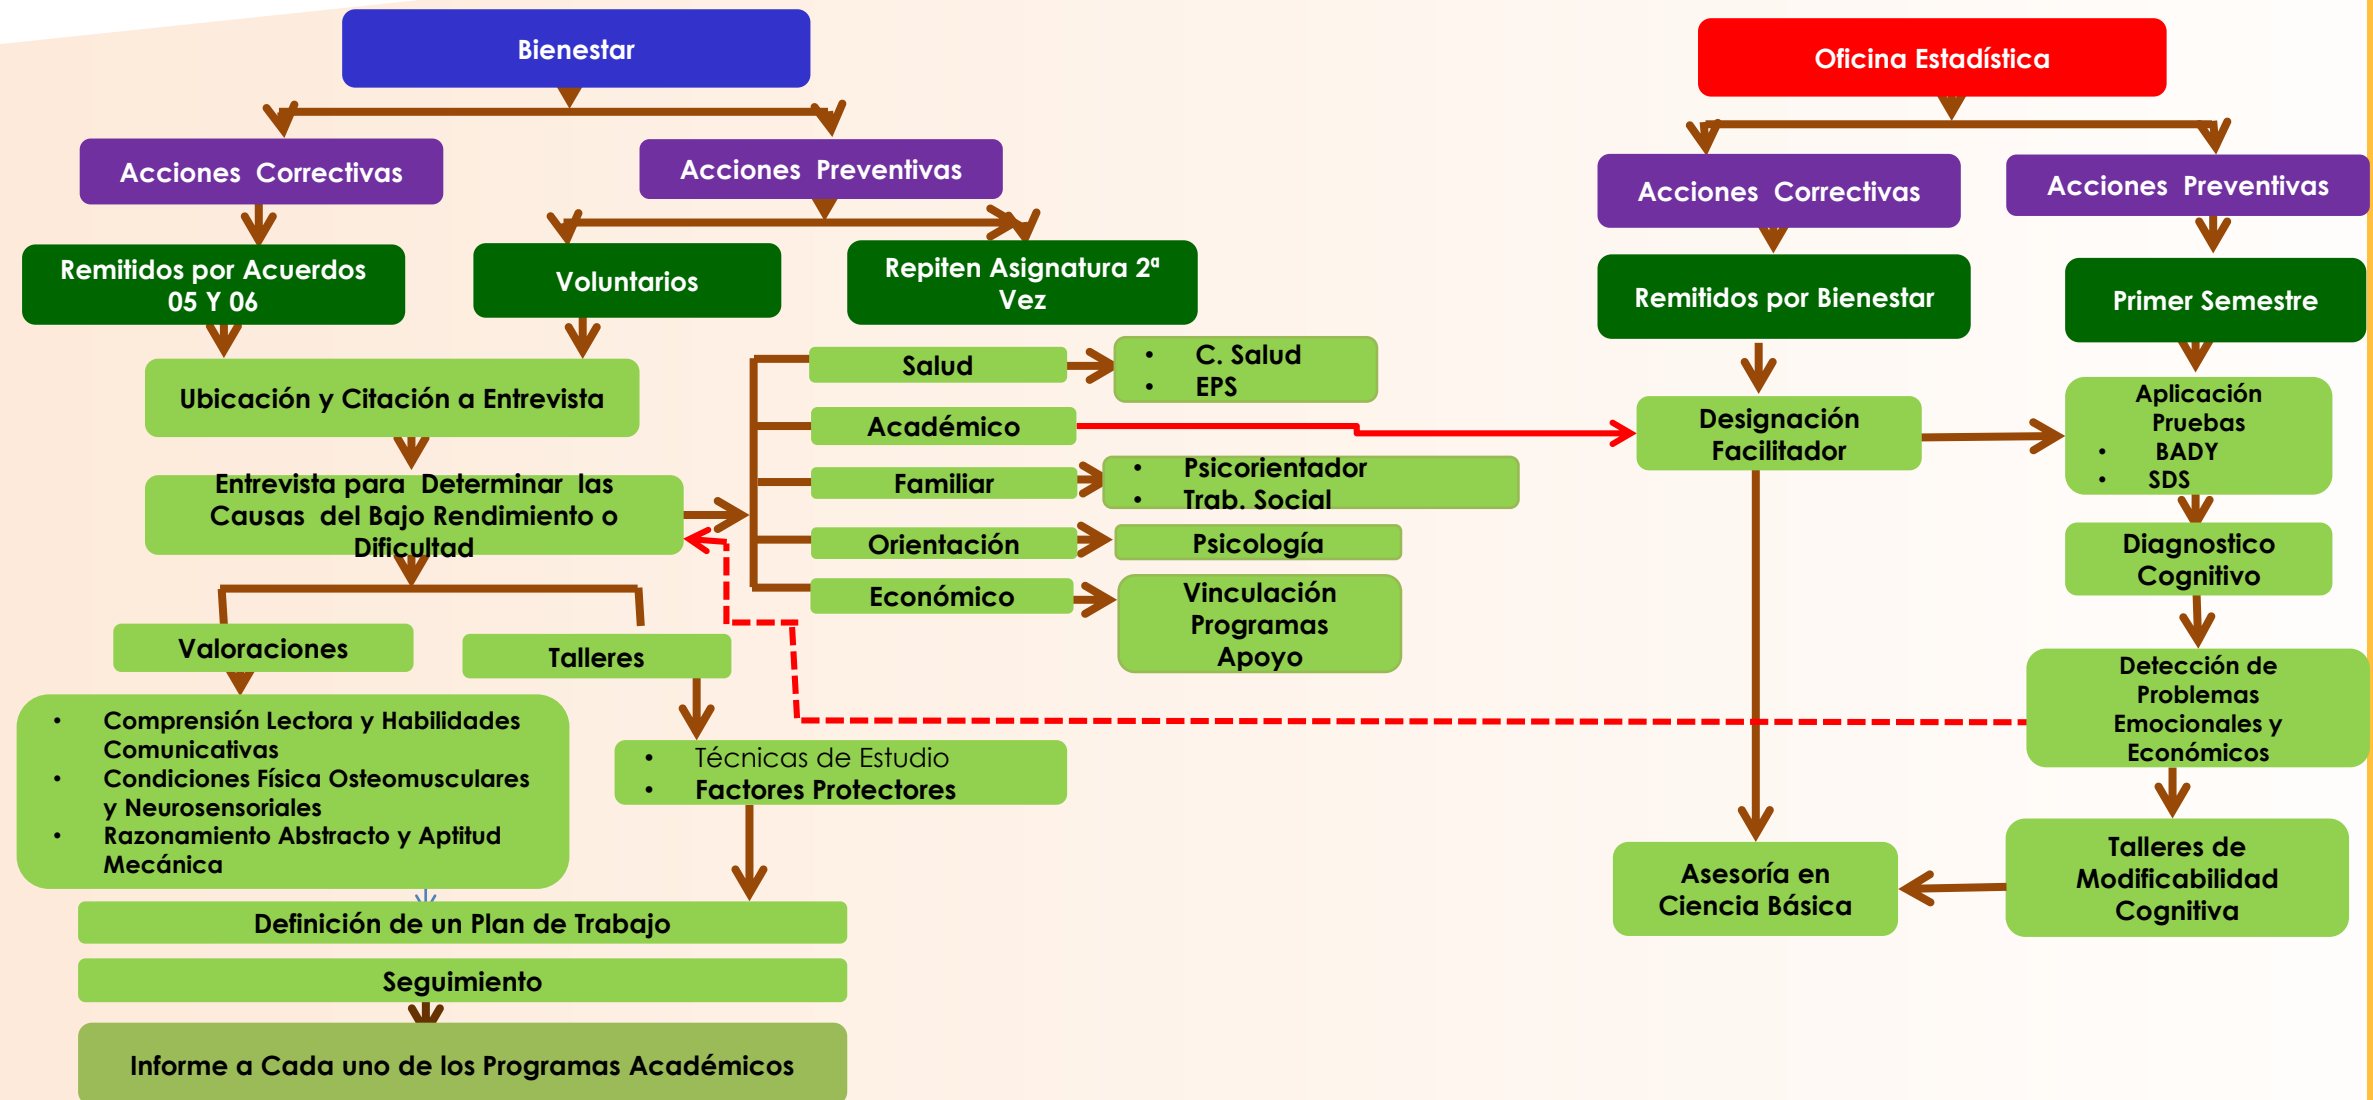 Bienestar
Oficina Estadística
Acciones Correctivas
Acciones Preventivas
Acciones Correctivas
Acciones Preventivas
Remitidos por Acuerdos
05 Y 06
Voluntarios
Repiten Asignatura 2ª
Vez
Remitidos por Bienestar
Primer Semestre
Ubicación y Citación a Entrevista
Entrevista para Determinar las
Causas del Bajo Rendimiento o
Dificultad
Salud
• C. Salud
• EPS
Académico
Familiar
• Psicorientador
• Trab. Social
Orientación
Psicología
Económico
Vinculación
Programas
Apoyo
Designación
Facilitador
Aplicación
Pruebas
• BADY
• SDS
Diagnostico
Cognitivo
Detección de
Problemas
Emocionales y
Económicos
Talleres de
Modificabilidad
Cognitiva
Asesoría en
Ciencia Básica
Valoraciones
Talleres
• Comprensión Lectora y Habilidades
Comunicativas
• Condiciones Física Osteomusculares
y Neurosensoriales
• Razonamiento Abstracto y Aptitud
Mecánica
• Técnicas de Estudio
• Factores Protectores
Definición de un Plan de Trabajo
Seguimiento
Informe a Cada uno de los Programas Académicos